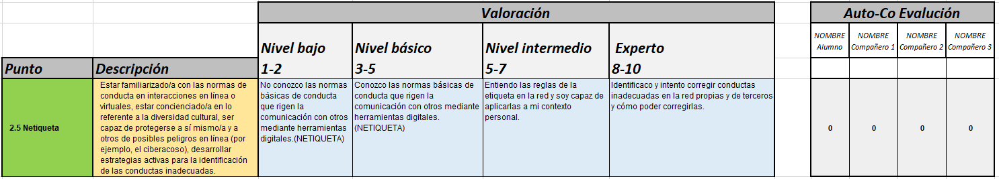 Valoración
Auto-Co Evalución
Nivel bajo
1-2
Nivel básico
3-5
Nivel intermedio
5-7
Experto
8-10
NOMBRE
Alumno
NOMBRE
Compañero 1
NOMBRE
Compañero 2
NOMBRE
Compañero 3
Punto
Descripción
2.5 Netiqueta
Estar familiarizado/a con las normas de
conducta en interacciones en línea o
virtuales, estar concienciado/a en lo
referente a la diversidad cultural, ser
capaz de protegerse a sí mismo/a y a
otros de posibles peligros en línea (por
ejemplo, el ciberacoso), desarrollar
estrategias activas para la identificación
de las conductas inadecuadas.
No conozco las normas
básicas de conducta
que rigen la
comunicación con otros
mediante herramientas
digitales.(NETIQUETA)
Conozco las normas básicas de
conducta que rigen la
comunicación con otros mediante
herramientas digitales.
(NETIQUETA)
Entiendo las reglas de la
etiqueta en la red y soy capaz de
aplicarlas a mi contexto
personal.
Identificaco y intento corregir conductas
inadecuadas en la red propias y de terceros
y cómo poder corregirlas.
0
0
0
0